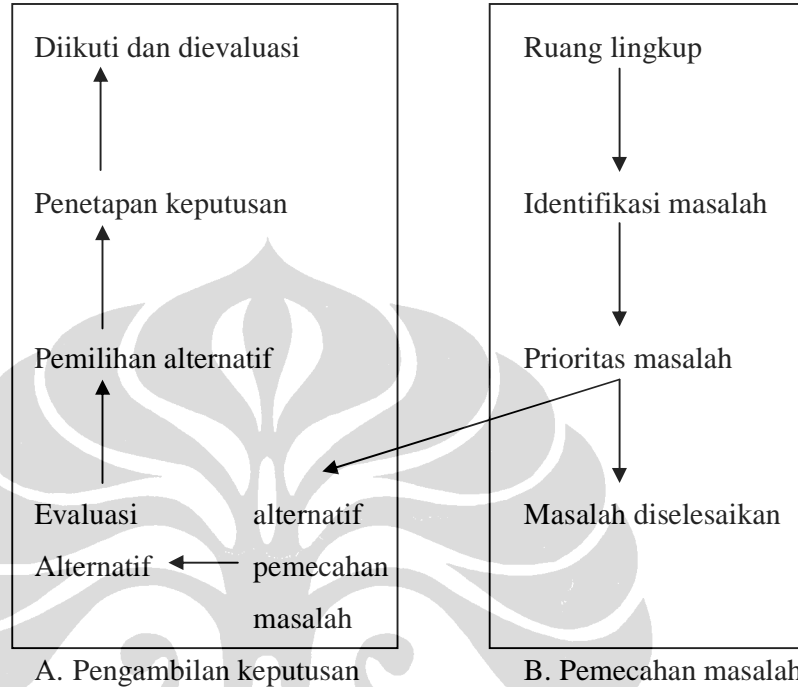 Diikuti dan dievaluasi
Penetapan keputusan
Pemilihan alternatif
Evaluasi alternatif
Alternatif pemecahan
masalah
A. Pengambilan keputusan
Ruang lingkup
Identifikasi masalah
Prioritas masalah
Masalah diselesaikan
B. Pemecahan masalah